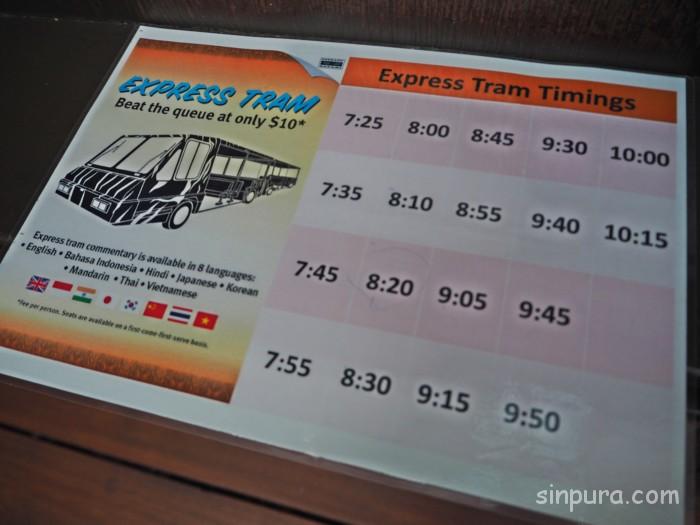 EXPRESS TRAM
Beat the queue at only $10*
Express tram commentary is available in 8 languages:
• English • Bahasa Indonesia • Hindi • Japanese • Korean
• Mandarin • Thai • Vietnamese
*Fee per person. Seats are available on a first-come-first-serve basis.
Express Tram Timings
7:25 8:00 8:45 9:30 10:00
7:35 8:10 8:55 9:40 10:15
7:45 8:20 9:05 9:45
7:55 8:30 9:15 9:50
sinpura.com